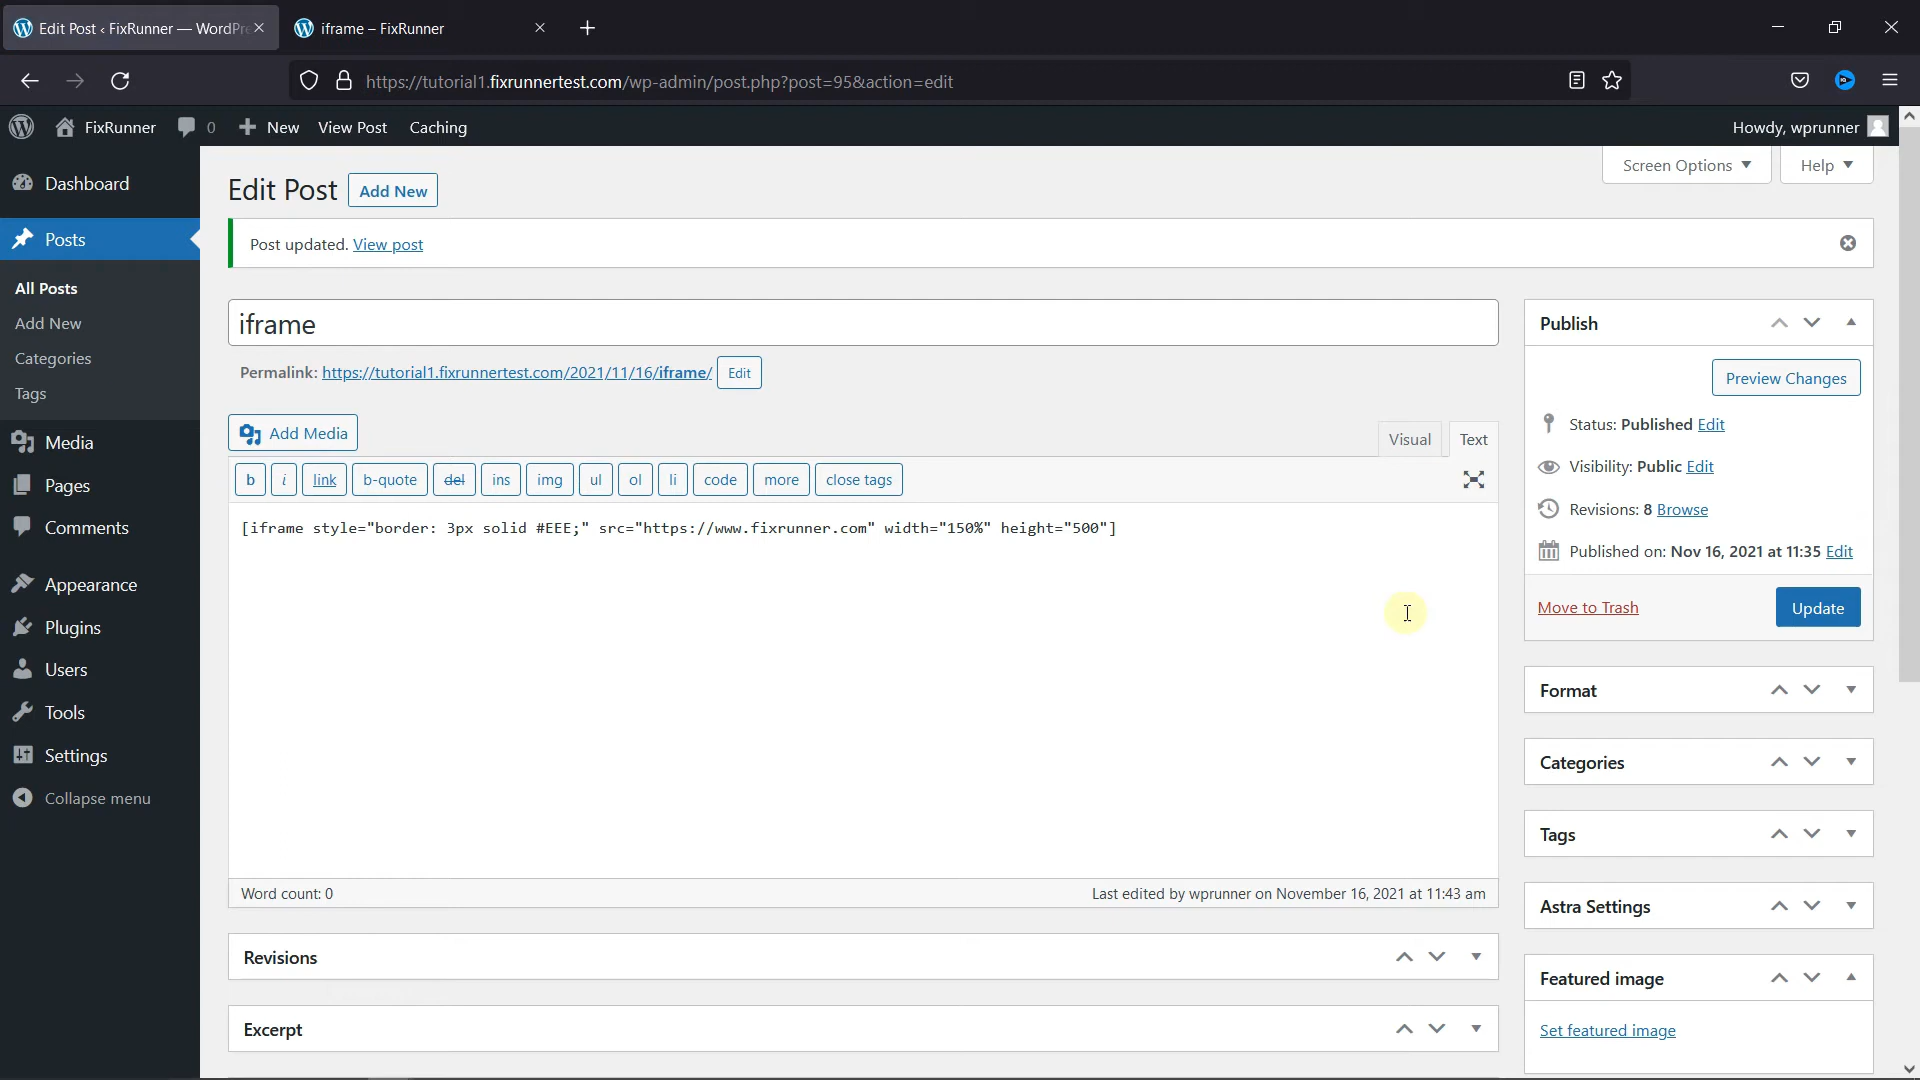 Edit Post ‹ FixRunner — WordPre
iframe – FixRunner
https://tutorial1.fixrunnertest.com/wp-admin/post.php?post=95&action=edit
FixRunner
0
New
View Post
Caching
Howdy, wprunner
Dashboard
Posts
All Posts
Add New
Categories
Tags
Media
Pages
Comments
Appearance
Plugins
Users
Tools
Settings
Collapse menu
Screen Options
Help
Edit Post
Add New
Post updated. View post
iframe
Permalink: https://tutorial1.fixrunnertest.com/2021/11/16/iframe/ Edit
Add Media
Visual
Text
b
i
link
b-quote
del
ins
img
ul
ol
li
code
more
close tags
[iframe style="border: 3px solid #EEE;" src="https://www.fixrunner.com" width="150%" height="500"]
Word count: 0
Last edited by wprunner on November 16, 2021 at 11:43 am
Revisions
Excerpt
Publish
Preview Changes
Status: Published Edit
Visibility: Public Edit
Revisions: 8 Browse
Published on: Nov 16, 2021 at 11:35 Edit
Move to Trash
Update
Format
Categories
Tags
Astra Settings
Featured image
Set featured image